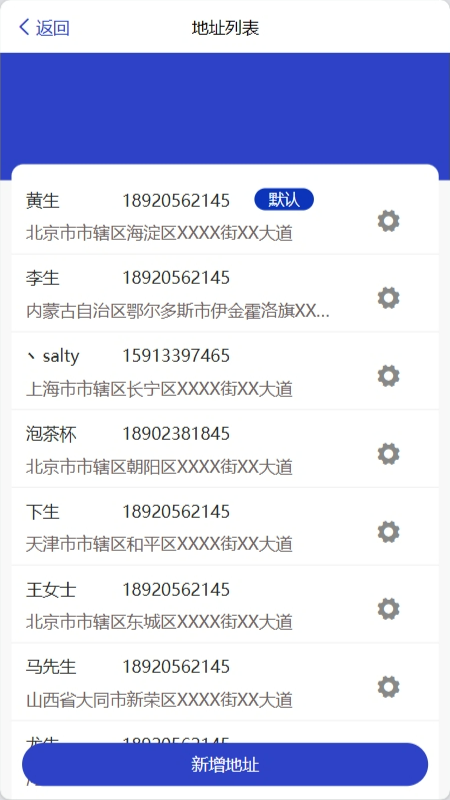 返回
地址列表
黄生 18920562145 默认
北京市市辖区海淀区XXXX街XX大道
李生 18920562145
内蒙古自治区鄂尔多斯市伊金霍洛旗XX...
丶salty 15913397465
上海市市辖区长宁区XXXX街XX大道
泡茶杯 18902381845
北京市市辖区朝阳区XXXX街XX大道
下生 18920562145
天津市市辖区和平区XXXX街XX大道
王女士 18920562145
北京市市辖区东城区XXXX街XX大道
马先生 18920562145
山西省大同市新荣区XXXX街XX大道
18920562145
新增地址